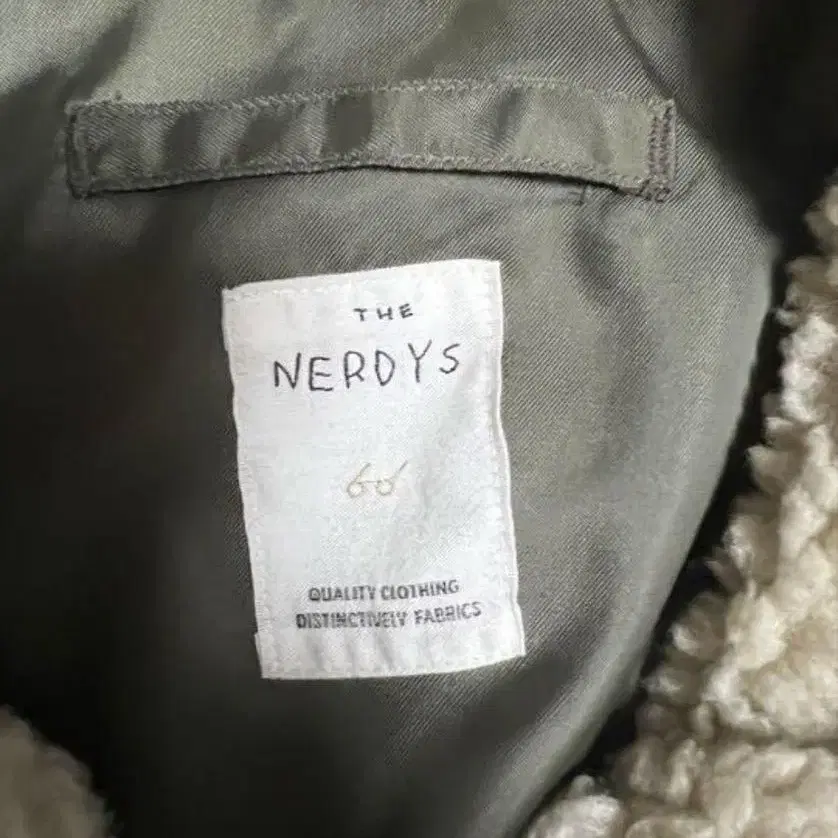 THE
NERDYS
QUALITY CLOTHING
DISTINCTIVELY FABRICS